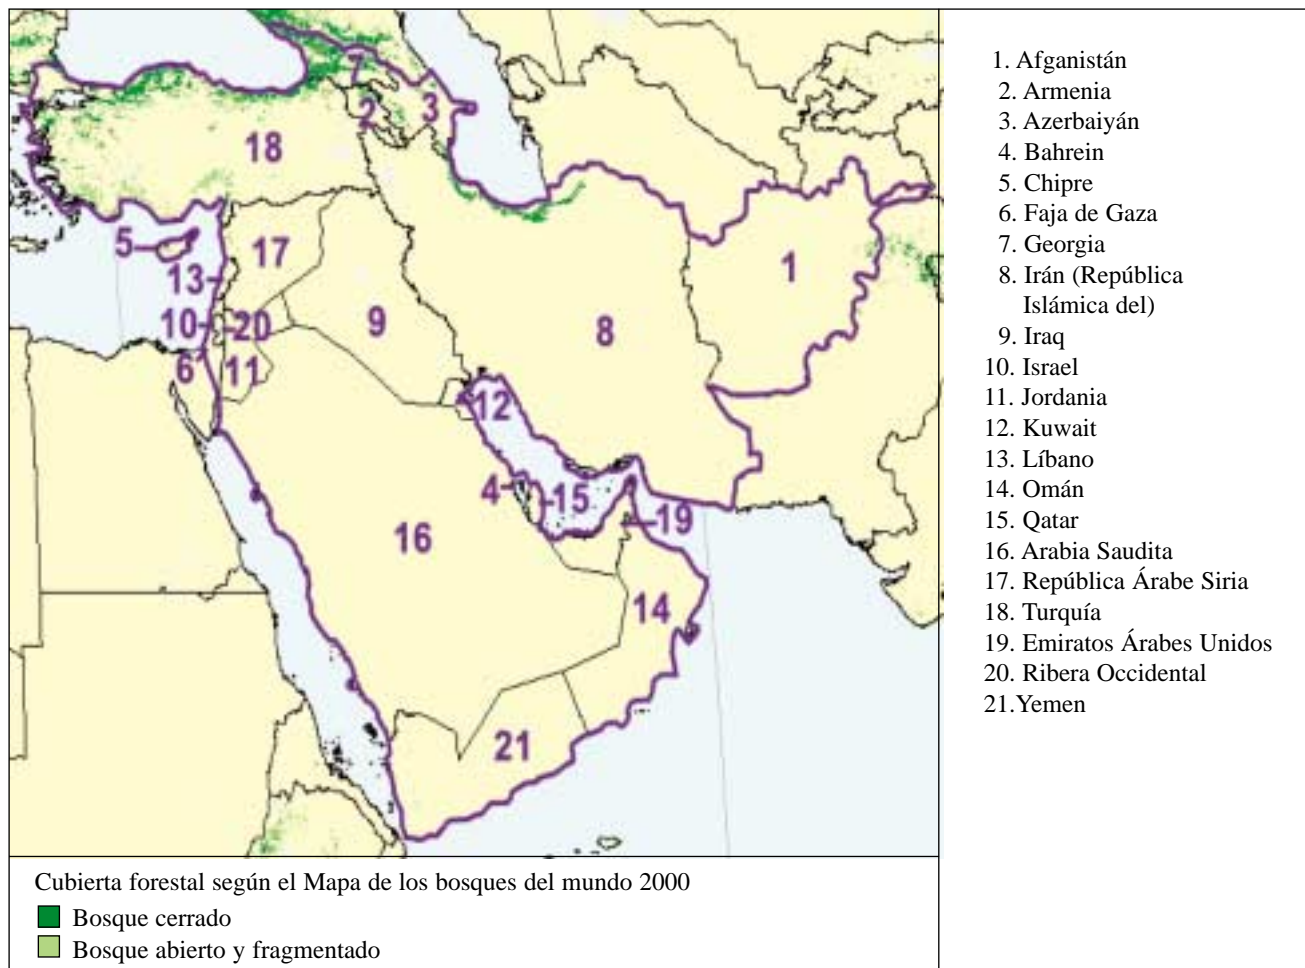 7
2
3
18
5
17
1
13
10
20
9
8
6
11
12
4
15
19
16
14
21
1. Afganistán
2. Armenia
3. Azerbaiyán
4. Bahrein
5. Chipre
6. Faja de Gaza
7. Georgia
8. Irán (República
Islámica del)
9. Iraq
10. Israel
11. Jordania
12. Kuwait
13. Líbano
14. Omán
15. Qatar
16. Arabia Saudita
17. República Árabe Siria
18. Turquía
19. Emiratos Árabes Unidos
20. Ribera Occidental
21.Yemen
Cubierta forestal según el Mapa de los bosques del mundo 2000
Bosque cerrado
Bosque abierto y fragmentado